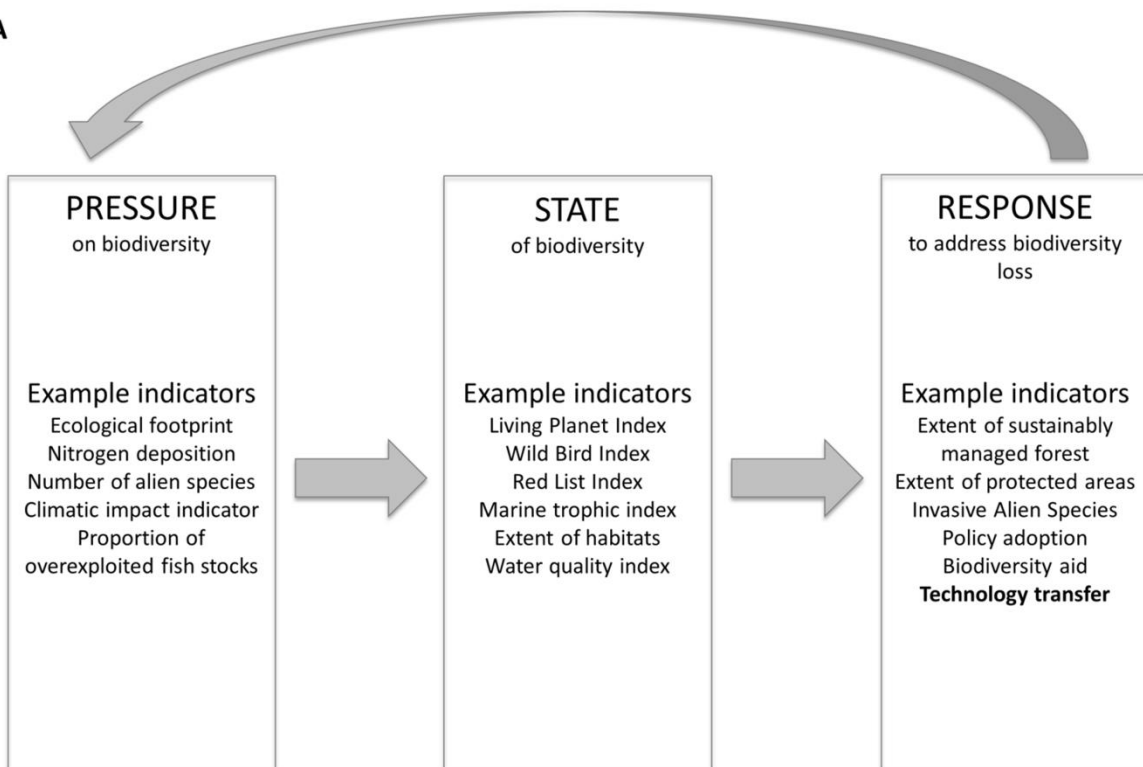 A
PRESSURE
on biodiversity
Example indicators
Ecological footprint
Nitrogen deposition
Number of alien species
Climatic impact indicator
Proportion of
overexploited fish stocks
STATE
of biodiversity
Example indicators
Living Planet Index
Wild Bird Index
Red List Index
Marine trophic index
Extent of habitats
Water quality index
RESPONSE
to address biodiversity
loss
Example indicators
Extent of sustainably
managed forest
Extent of protected areas
Invasive Alien Species
Policy adoption
Biodiversity aid
Technology transfer